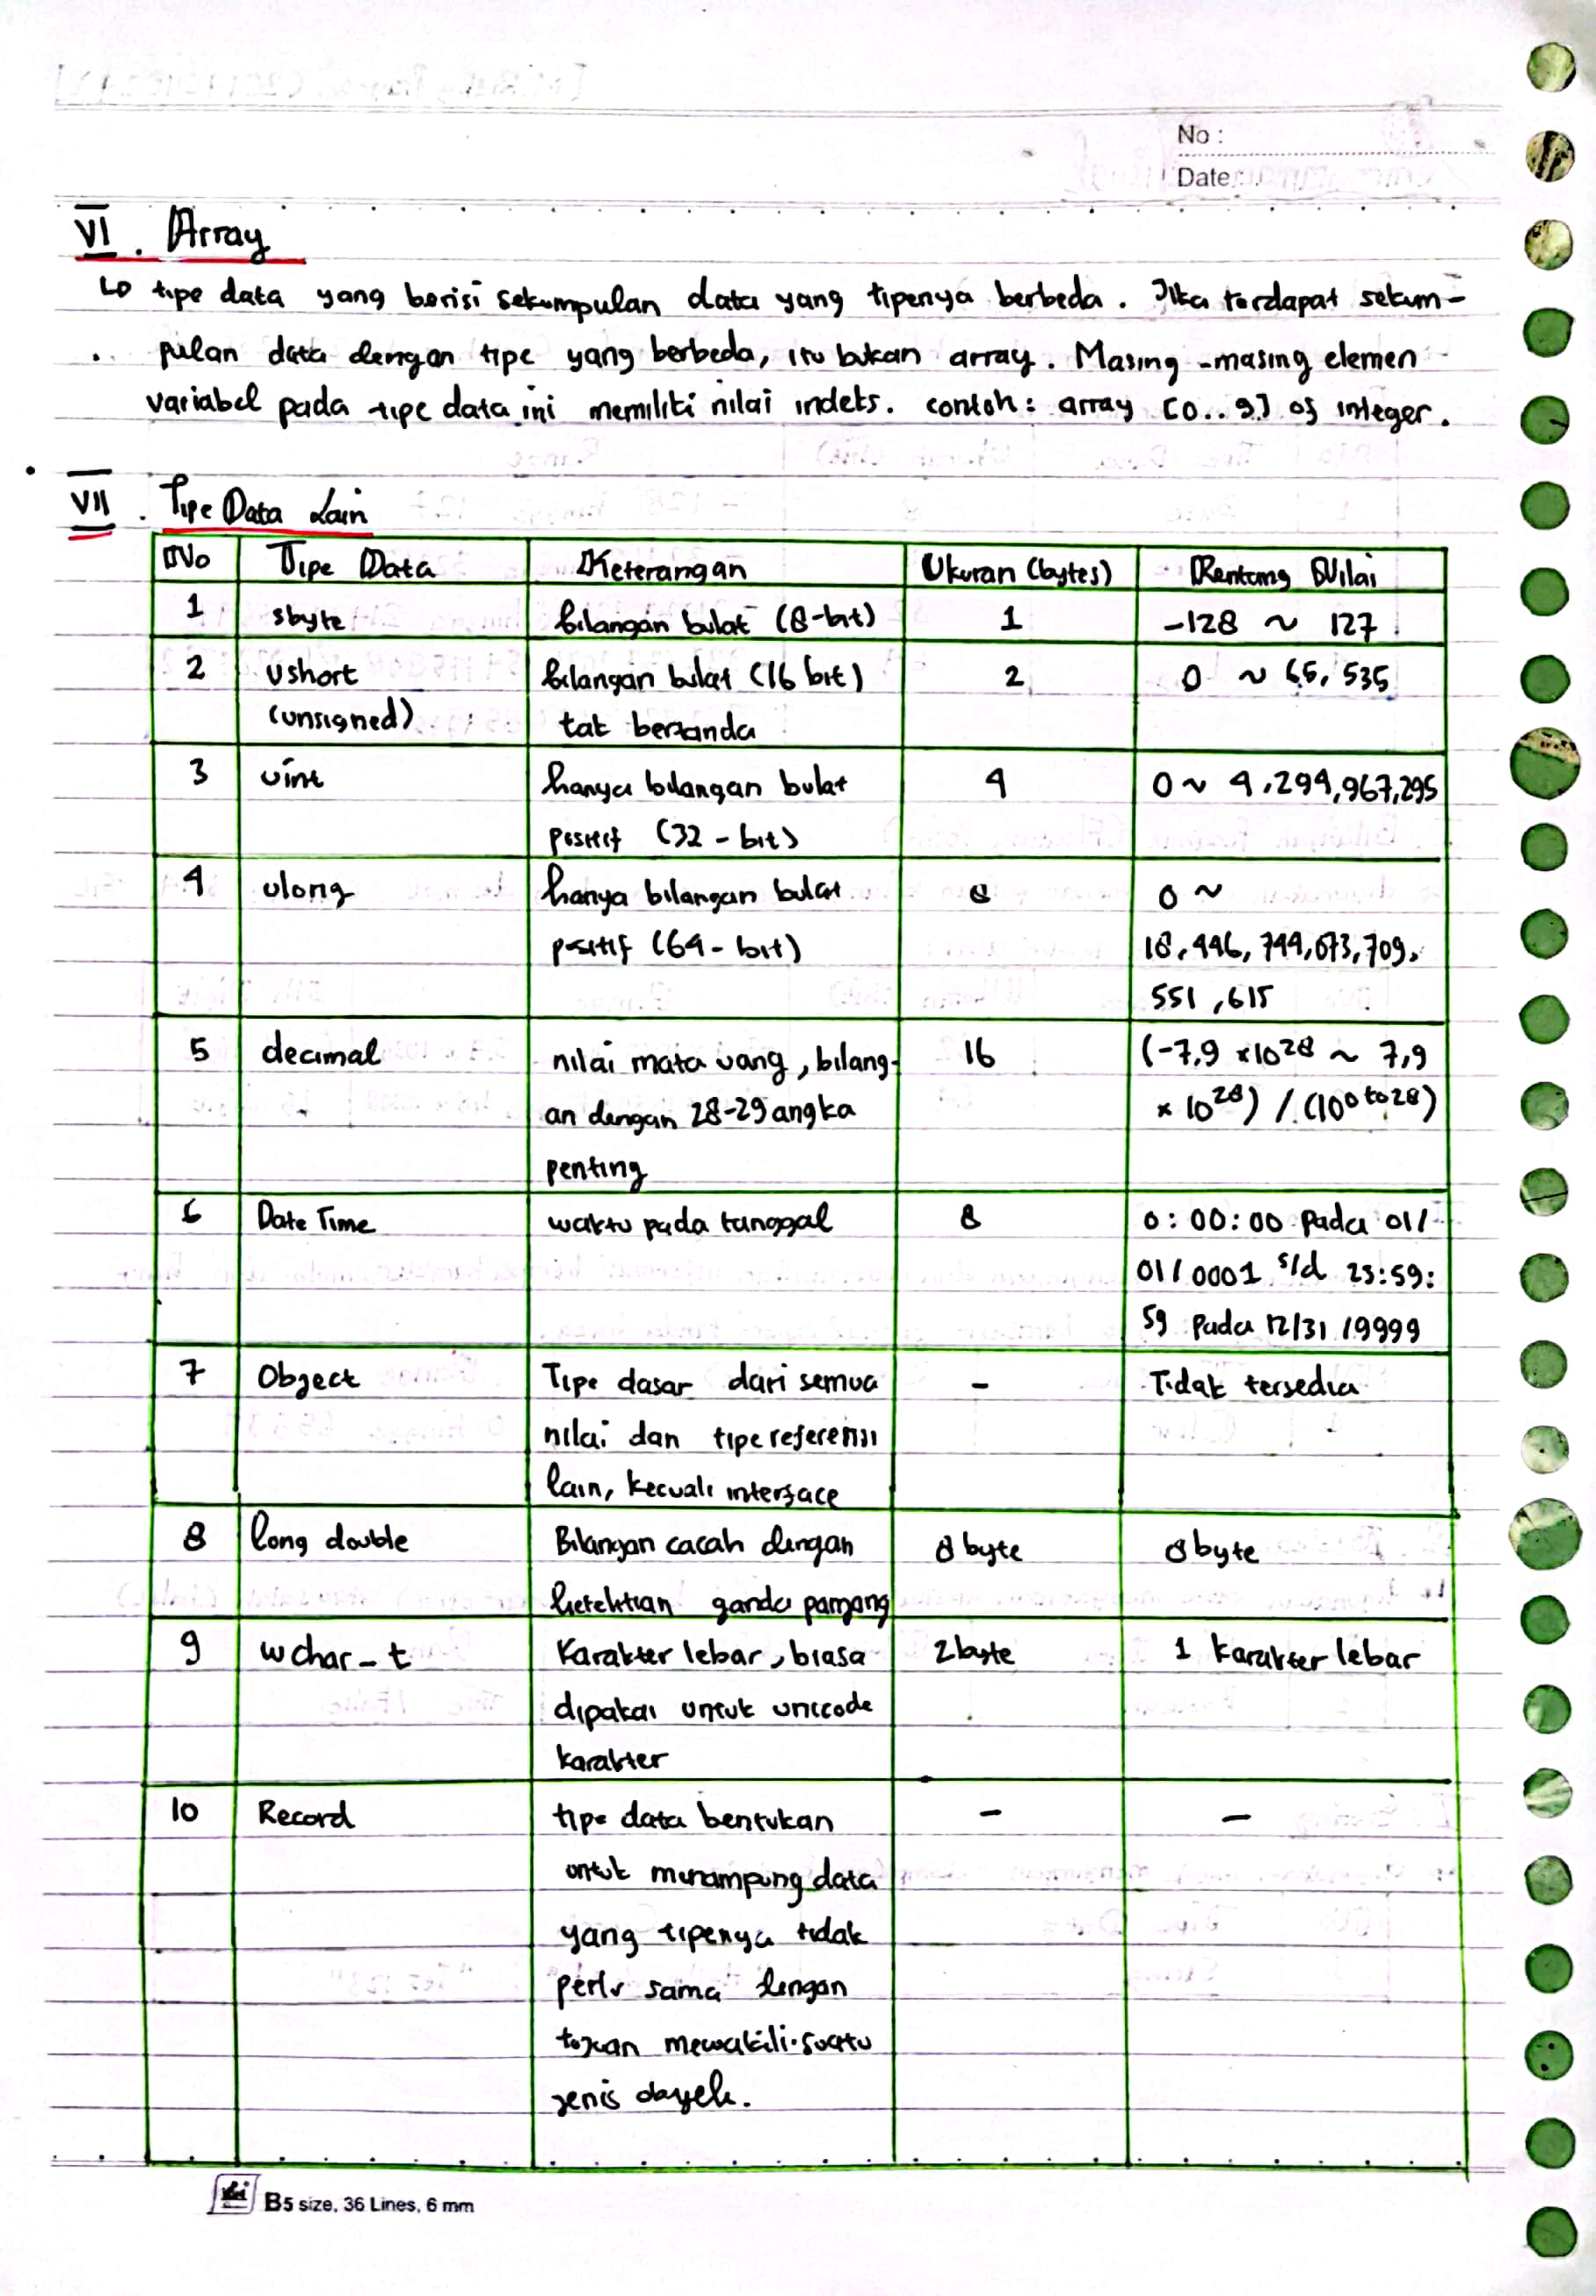 No :
Date :
VI. Array
↳ tipe data yang berisi sekumpulan data yang tipenya berbeda. Jika terdapat sekum-
pulan data dengan tipe yang berbeda, itu bukan array. Masing-masing elemen
variabel pada tipe data ini memiliki nilai indeks. contoh: array [0..9] of integer.
VII. Tipe Data Lain
No Tipe Data Keterangan Ukuran (bytes) Rentang Nilai
1 sbyte bilangan bulat (8-bit) 1 -128 ~ 127
2 Ushort bilangan bulat (16 bit) 2 0 ~ 65,535
(unsigned) tak bertanda
3 uint hanya bilangan bulat 4 0 ~ 4,294,967,295
positif (32-bit)
4 ulong hanya bilangan bulat 8 0 ~
positif (64-bit) 18,446,744,073,709,
551,615
5 decimal nilai mata uang, bilang- 16 (-7,9 x 10^28 ~ 7,9
an dengan 28-29 angka x 10^28) / (10^0 to 28)
penting
6 Date Time waktu pada tanggal 8 0:00:00 pada 01/
01/0001 s/d 23:59:
59 pada 12/31/9999
7 Object Tipe dasar dari semua - Tidak tersedia
nilai dan tipe referensi
lain, kecuali interface
8 long double Bilangan cacah dengan 8 byte 8 byte
ketelitian ganda panjang
9 wchar_t Karakter lebar, biasa 2 byte 1 karakter lebar
dipakai untuk unicode
karakter
10 Record tipe data bentukan - -
untuk menampung data
yang tipenya tidak
perlu sama dengan
tujuan mewakili suatu
jenis obyek.
B5 size, 36 Lines, 6 mm